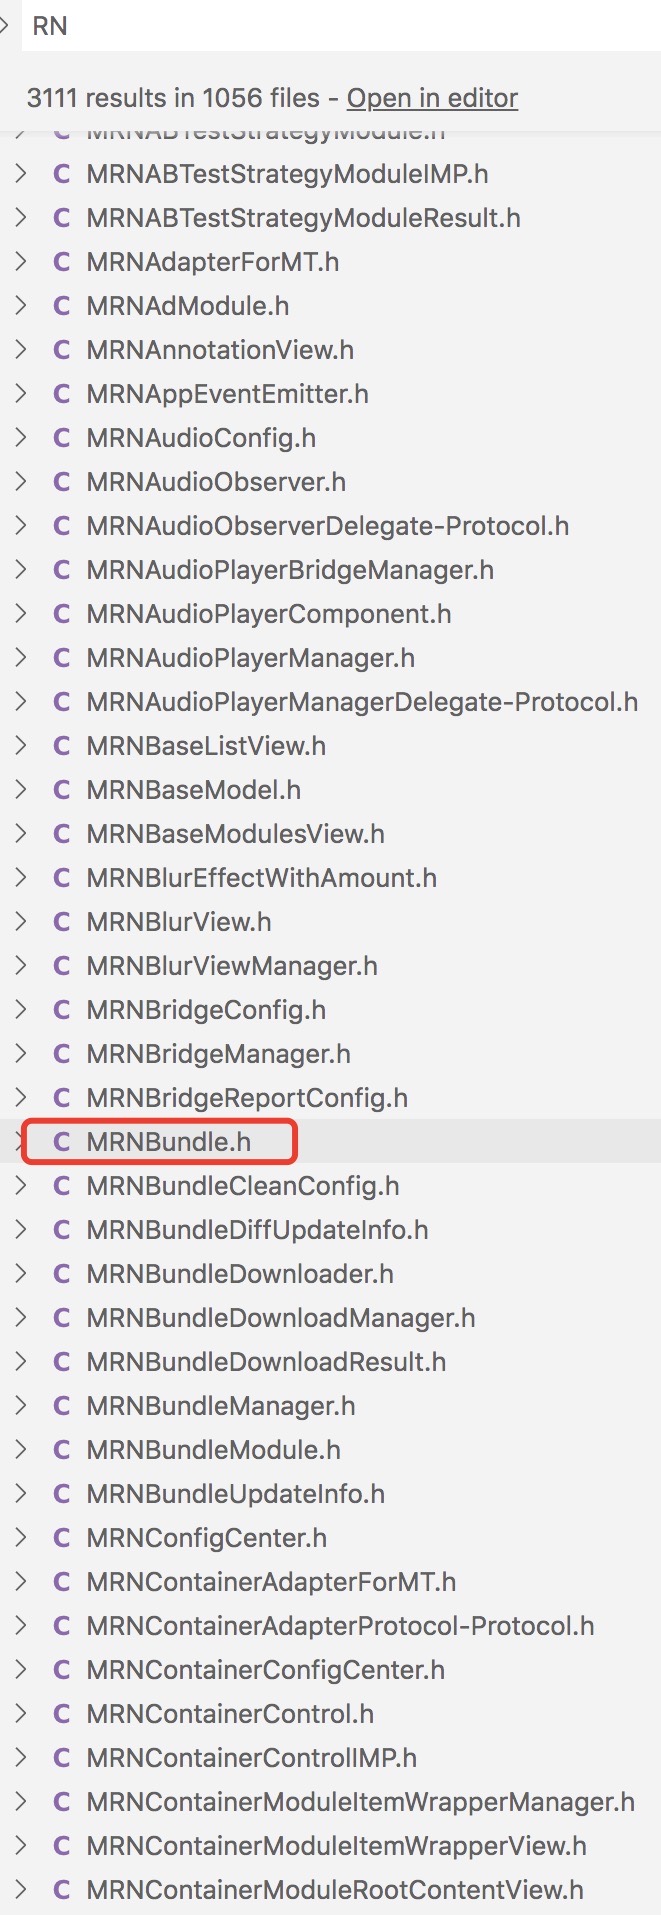 RN
3111 results in 1056 files - Open in editor
MRNABTestStrategyModule.h
C MRNABTestStrategyModuleIMP.h
C MRNABTestStrategyModuleResult.h
C MRNAdapterForMT.h
C MRNAdModule.h
C MRNAnnotationView.h
C MRNAppEventEmitter.h
C MRNAudioConfig.h
C MRNAudioObserver.h
C MRNAudioObserverDelegate-Protocol.h
C MRNAudioPlayerBridgeManager.h
C MRNAudioPlayerComponent.h
C MRNAudioPlayerManager.h
C MRNAudioPlayerManagerDelegate-Protocol.h
C MRNBaseListView.h
C MRNBaseModel.h
C MRNBaseModulesView.h
C MRNBlurEffectWithAmount.h
C MRNBlurView.h
C MRNBlurViewManager.h
C MRNBridgeConfig.h
C MRNBridgeManager.h
C MRNBridgeReportConfig.h
C MRNBundle.h
C MRNBundleCleanConfig.h
C MRNBundleDiffUpdateInfo.h
C MRNBundleDownloader.h
C MRNBundleDownloadManager.h
C MRNBundleDownloadResult.h
C MRNBundleManager.h
C MRNBundleModule.h
C MRNBundleUpdateInfo.h
C MRNConfigCenter.h
C MRNContainerAdapterForMT.h
C MRNContainerAdapterProtocol-Protocol.h
C MRNContainerConfigCenter.h
C MRNContainerControl.h
C MRNContainerControlIMP.h
C MRNContainerModuleItemWrapperManager.h
C MRNContainerModuleItemWrapperView.h
C MRNContainerModuleRootContentView.h